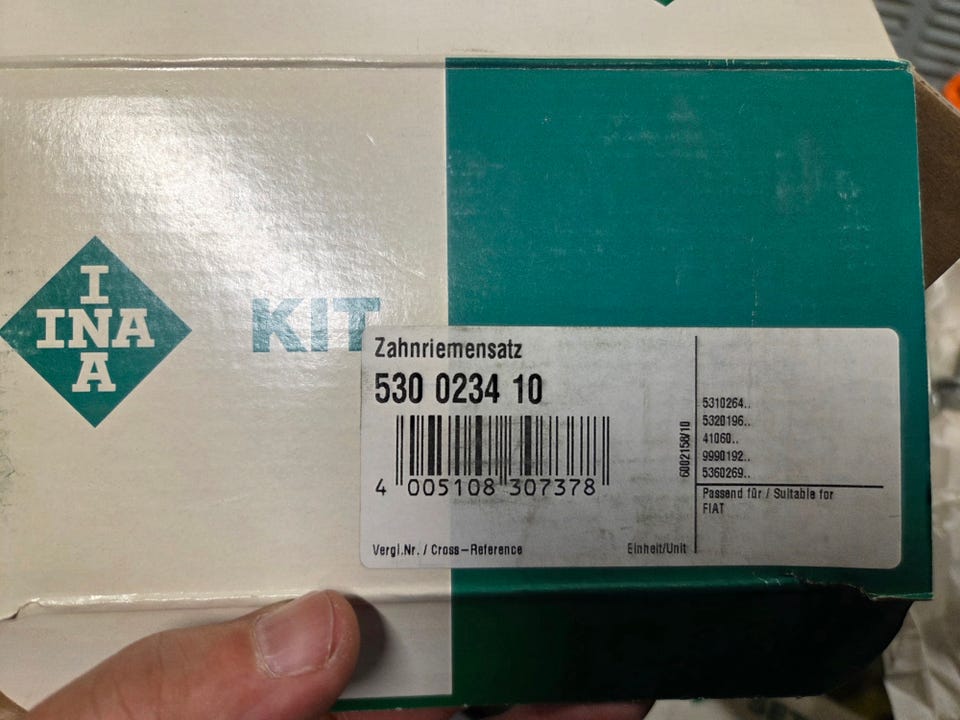 INA
INA
KIT
Zahnriemensatz
530 0234 10
4 005108 307378
Vergl.Nr. / Cross-Reference
Einheit/Unit
6002158/10
5310264..
5320196..
41060..
9990192..
5360269..
Passend für / Suitable for
FIAT